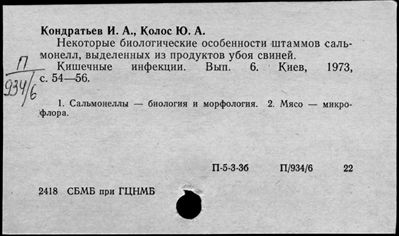 Кондратьев И. А., Колос Ю. А.
Некоторые биологические особенности штаммов саль-
монелл, выделенных из продуктов убоя свиней.
Кишечные инфекции. Вып. 6. Киев, 1973,
с. 54—56.
П
934/6
1. Сальмонеллы — биология и морфология. 2. Мясо — микро-
флора.
П-5-3-3б П/934/6 22
2418 СБМБ при ГЦНМБ